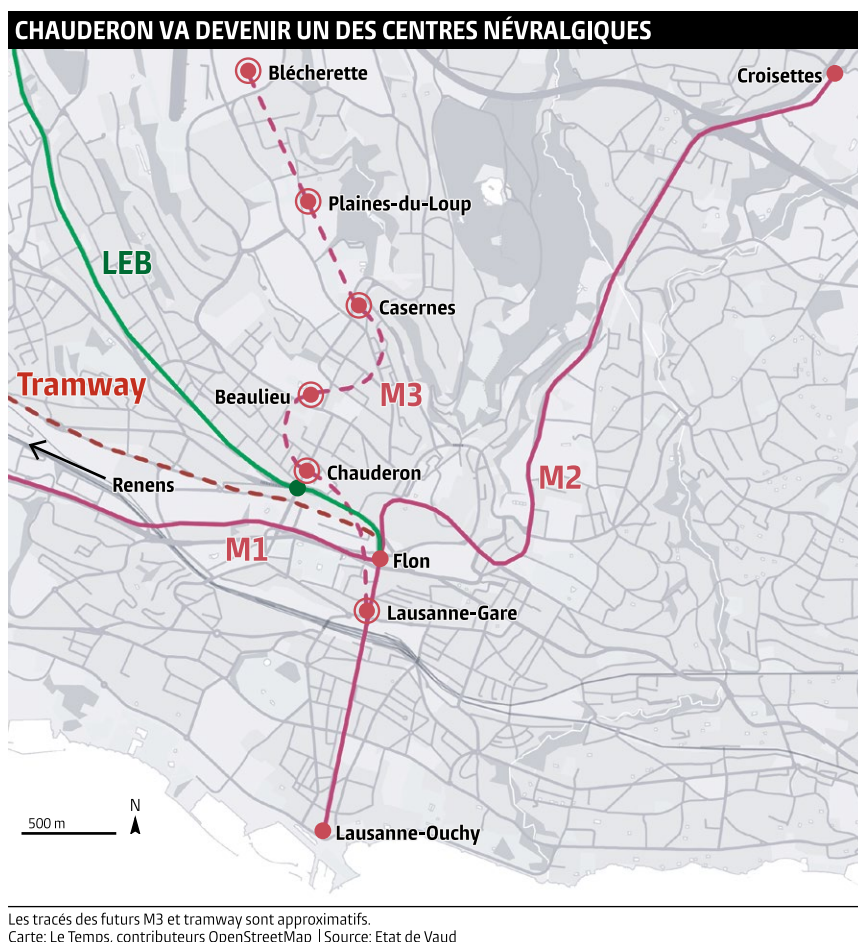 CHAUDERON VA DEVENIR UN DES CENTRES NÉVRALGIQUES
Blécherette
Croisettes
Plaines-du-Loup
LEB
Casernes
Tramway
Beaulieu
M3
Chauderon
Renens
M2
M1
Flon
Lausanne-Gare
500 m
N
Lausanne-Ouchy
Les tracés des futurs M3 et tramway sont approximatifs.
Carte: Le Temps, contributeurs OpenStreetMap | Source: Etat de Vaud